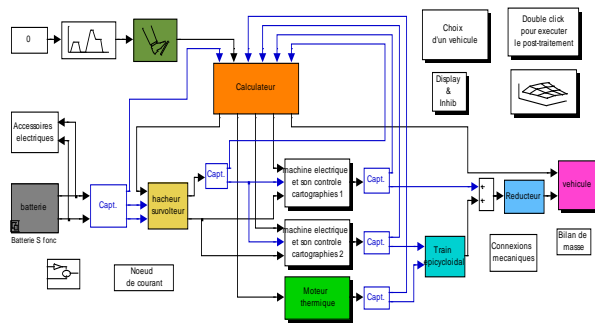 0
Calculateur
Choix
d'un vehicule
Double click
pour executer
le post-traitement
Display
&
Inhib
Accessoires
electriques
batterie
Batterie S fonc
Capt.
hacheur
survolteur
Capt.
machine electrique
et son controle
cartographies 1
Capt.
machine electrique
et son controle
cartographies 2
Capt.
Moteur
thermique
Capt.
Train
epicycloidal
+
+
Reducteur
vehicule
Connexions
mecaniques
Bilan de
masse
Noeud
de courant